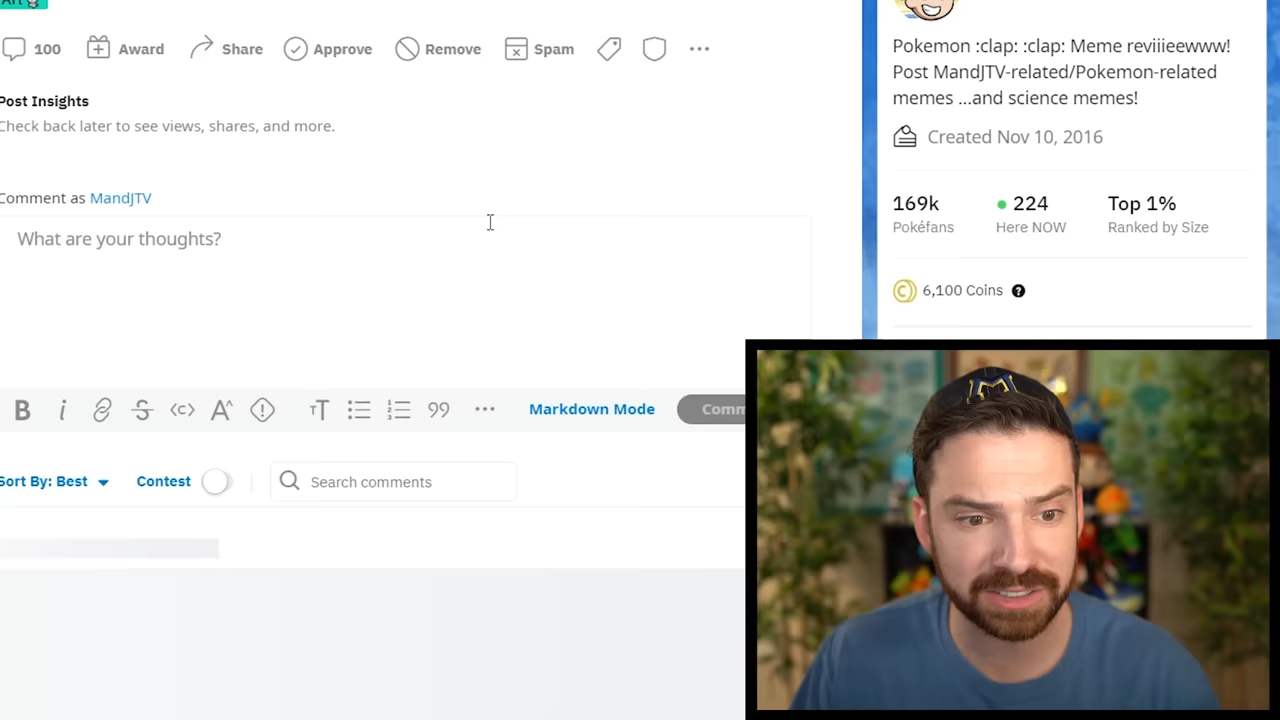 100 Award Share Approve Remove Spam
Post Insights
Check back later to see views, shares, and more.
Comment as MandJTV
What are your thoughts?
B i 99 Markdown Mode
Sort By: Best Contest Search comments
Pokemon :clap: :clap: Meme reviiieewww!
Post MandJTV-related/Pokemon-related
memes ...and science memes!
Created Nov 10, 2016
169k 224 Top 1%
Pokéfans Here NOW Ranked by Size
6,100 Coins
M